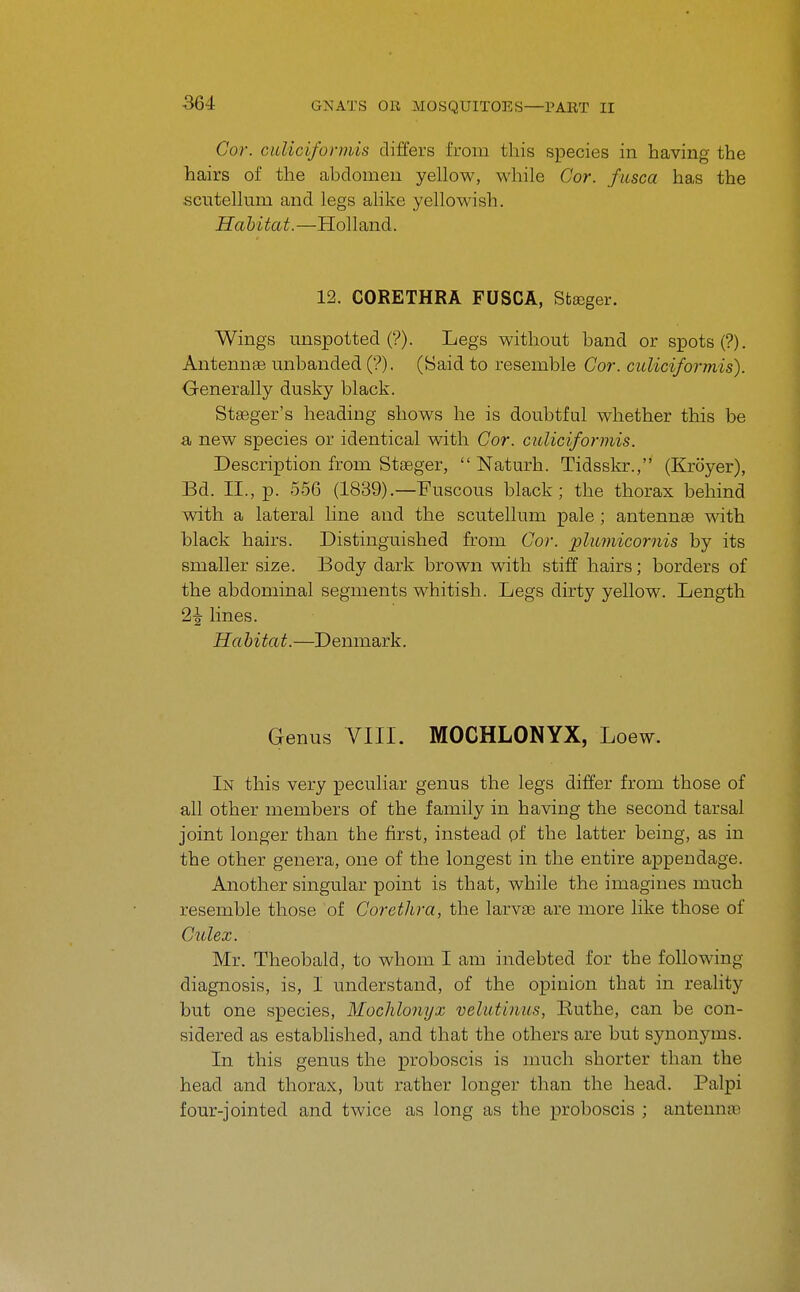 364 GNATS OR MOSQUITOES—PART II
Cor. culiciformis differs from this species in having the
hairs of the abdomen yellow, while Cor. fusca has the
scutellum and legs alike yellowish.
Habitat.—Holland.
12. CORETHRA FUSCA, Stæger.
Wings unspotted (?). Legs without band or spots (?).
Antennæ unbanded (?). (Said to resemble Cor. culiciformis).
Generally dusky black.
Stæger's heading shows he is doubtful whether this be
a new species or identical with Cor. culiciformis.
Description from Stæger, “Naturh. Tidsskr.,” (Kröyer),
Bd. II., p. 556 (1839).—Fuscous black; the thorax behind
with a lateral line and the scutellum pale; antennæ with
black hairs. Distinguished from Cor. plumicornis by its
smaller size. Body dark brown with stiff hairs; borders of
the abdominal segments whitish. Legs dirty yellow. Length
2½ lines.
Habitat.—Denmark.
Genus VIII. MOCHLONYX, Loew.
In this very peculiar genus the legs differ from those of
all other members of the family in having the second tarsal
joint longer than the first, instead of the latter being, as in
the other genera, one of the longest in the entire appendage.
Another singular point is that, while the imagines much
resemble those of Corethra, the larvæ are more like those of
Culex.
Mr. Theobald, to whom I am indebted for the following
diagnosis, is, I understand, of the opinion that in reality
but one species, Mochlonyx velutinus, Ruthe, can be con-
sidered as established, and that the others are but synonyms.
In this genus the proboscis is much shorter than the
head and thorax, but rather longer than the head. Palpi
four-jointed and twice as long as the proboscis; antennæ